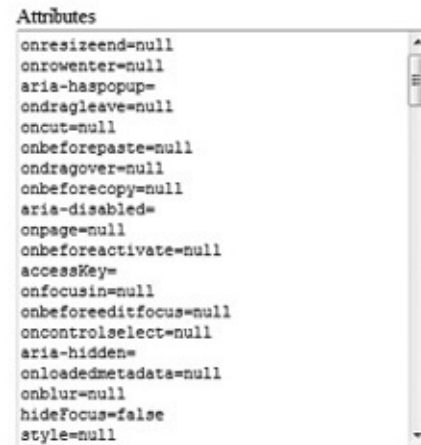 Attributes
onresizeend=null
onrowenter=null
aria-haspopup=
ondragleave=null
oncut=null
onbeforepaste=null
ondragover=null
onbeforecopy=null
aria-disabled=
onpage=null
onbeforeactivate=null
accessKey=
onfocusin=null
onbeforeeditfocus=null
oncontrolselect=null
aria-hidden=
onloadedmetadata=null
onblur=null
hideFocus=false
style=null